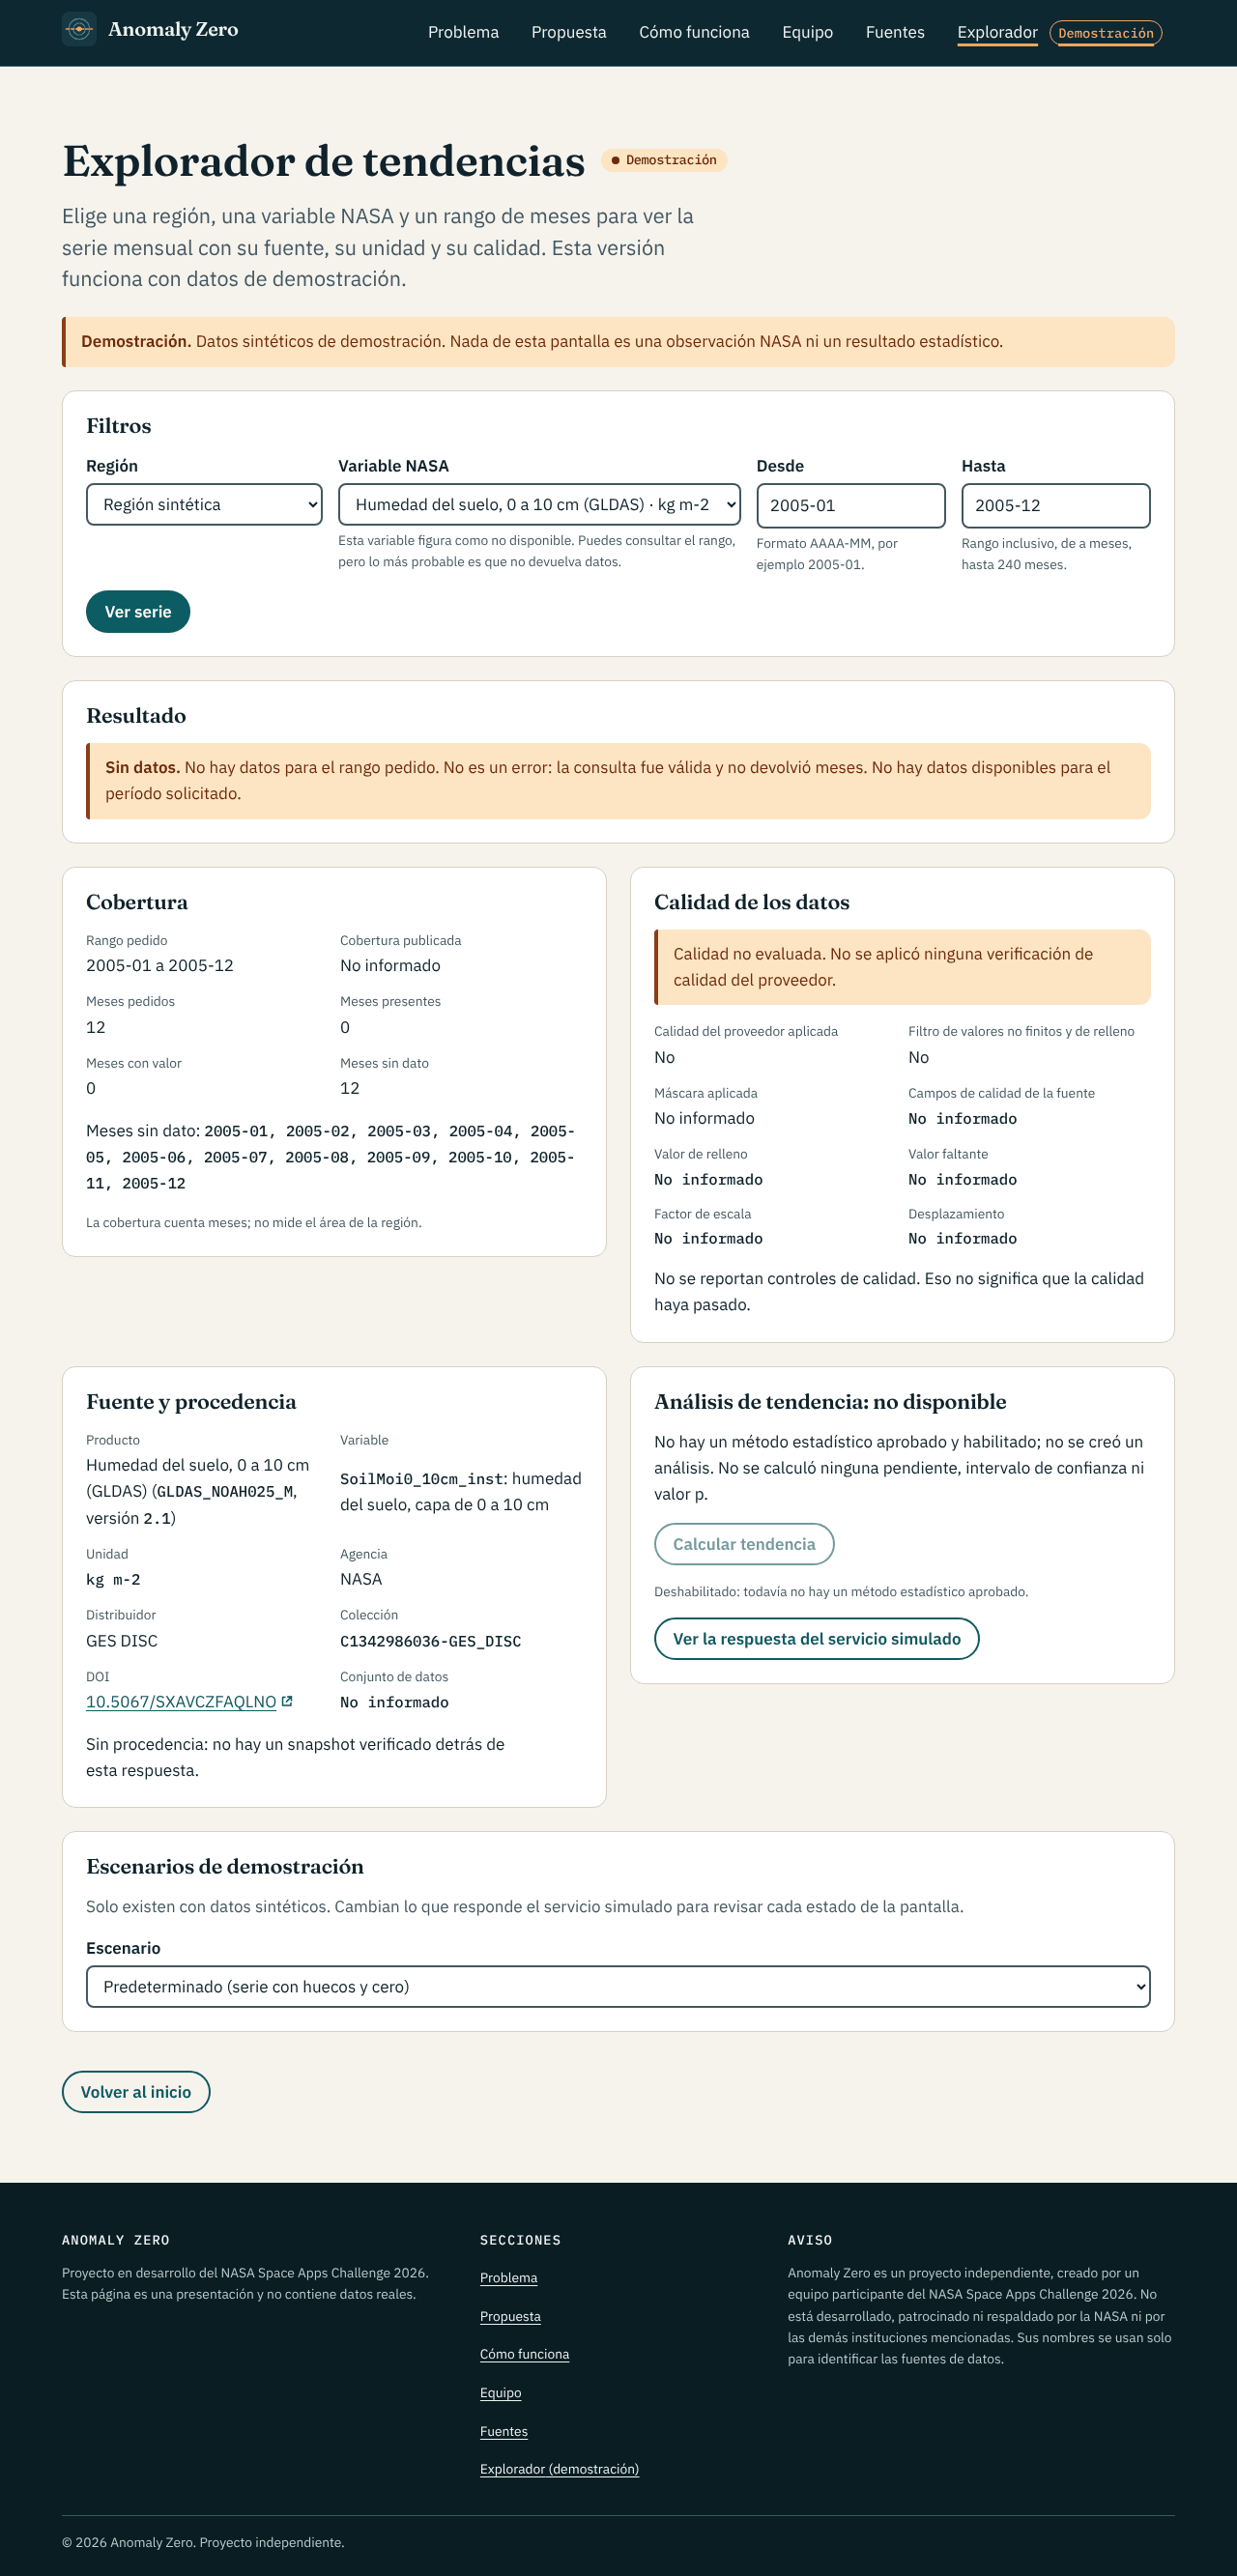 Anomaly Zero
Problema
Propuesta
Cómo funciona
Equipo
Fuentes
Explorador
Demostración
Explorador de tendencias
Demostración
Elige una región, una variable NASA y un rango de meses para ver la
serie mensual con su fuente, su unidad y su calidad. Esta versión
funciona con datos de demostración.
Demostración. Datos sintéticos de demostración. Nada de esta pantalla es una observación NASA ni un resultado estadístico.
Filtros
Región
Región sintética
Variable NASA
Humedad del suelo, 0 a 10 cm (GLDAS) · kg m-2
Esta variable figura como no disponible. Puedes consultar el rango,
pero lo más probable es que no devuelva datos.
Desde
2005-01
Formato AAAA-MM, por
ejemplo 2005-01.
Hasta
2005-12
Rango inclusivo, de a meses,
hasta 240 meses.
Ver serie
Resultado
Sin datos. No hay datos para el rango pedido. No es un error: la consulta fue válida y no devolvió meses. No hay datos disponibles para el
período solicitado.
Cobertura
Rango pedido
2005-01 a 2005-12
Cobertura publicada
No informado
Meses pedidos
12
Meses presentes
0
Meses con valor
0
Meses sin dato
12
Meses sin dato: 2005-01, 2005-02, 2005-03, 2005-04, 2005-
05, 2005-06, 2005-07, 2005-08, 2005-09, 2005-10, 2005-
11, 2005-12
La cobertura cuenta meses; no mide el área de la región.
Calidad de los datos
Calidad no evaluada. No se aplicó ninguna verificación de
calidad del proveedor.
Calidad del proveedor aplicada
No
Filtro de valores no finitos y de relleno
No
Máscara aplicada
No informado
Campos de calidad de la fuente
No informado
Valor de relleno
No informado
Valor faltante
No informado
Factor de escala
No informado
Desplazamiento
No informado
No se reportan controles de calidad. Eso no significa que la calidad
haya pasado.
Fuente y procedencia
Producto
Humedad del suelo, 0 a 10 cm
(GLDAS) (GLDAS_NOAH025_M,
versión 2.1)
Variable
SoilMoi0_10cm_inst: humedad
del suelo, capa de 0 a 10 cm
Unidad
kg m-2
Agencia
NASA
Distribuidor
GES DISC
Colección
C1342986036-GES_DISC
DOI
10.5067/SXAVCZFAQLNO
Conjunto de datos
No informado
Sin procedencia: no hay un snapshot verificado detrás de
esta respuesta.
Análisis de tendencia: no disponible
No hay un método estadístico aprobado y habilitado; no se creó un
análisis. No se calculó ninguna pendiente, intervalo de confianza ni
valor p.
Calcular tendencia
Deshabilitado: todavía no hay un método estadístico aprobado.
Ver la respuesta del servicio simulado
Escenarios de demostración
Solo existen con datos sintéticos. Cambian lo que responde el servicio simulado para revisar cada estado de la pantalla.
Escenario
Predeterminado (serie con huecos y cero)
Volver al inicio
ANOMALY ZERO
Proyecto en desarrollo del NASA Space Apps Challenge 2026.
Esta página es una presentación y no contiene datos reales.
SECCIONES
Problema
Propuesta
Cómo funciona
Equipo
Fuentes
Explorador (demostración)
AVISO
Anomaly Zero es un proyecto independiente, creado por un
equipo participante del NASA Space Apps Challenge 2026. No
está desarrollado, patrocinado ni respaldado por la NASA ni por
las demás instituciones mencionadas. Sus nombres se usan solo
para identificar las fuentes de datos.
© 2026 Anomaly Zero. Proyecto independiente.